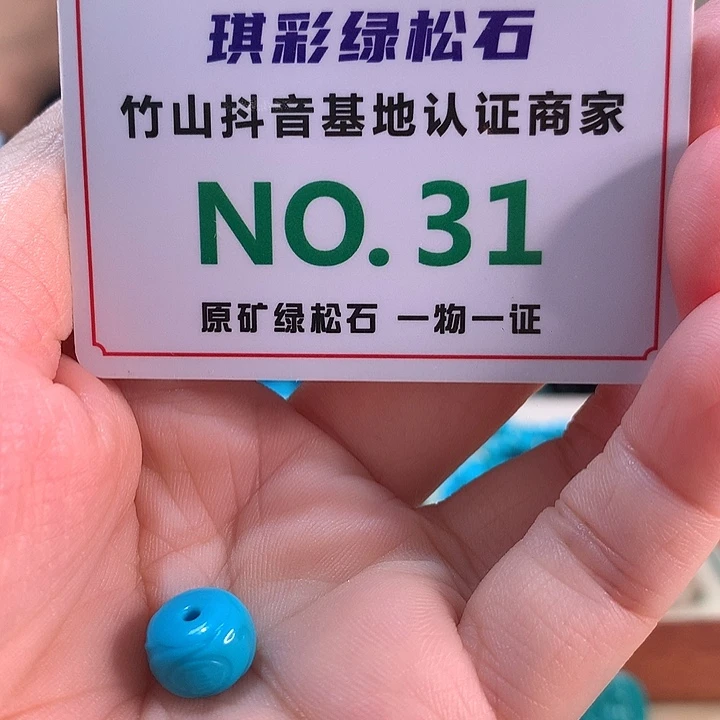 琪彩绿松石
竹山抖音基地认证商家
NO. 31
原矿绿松石 一物一证